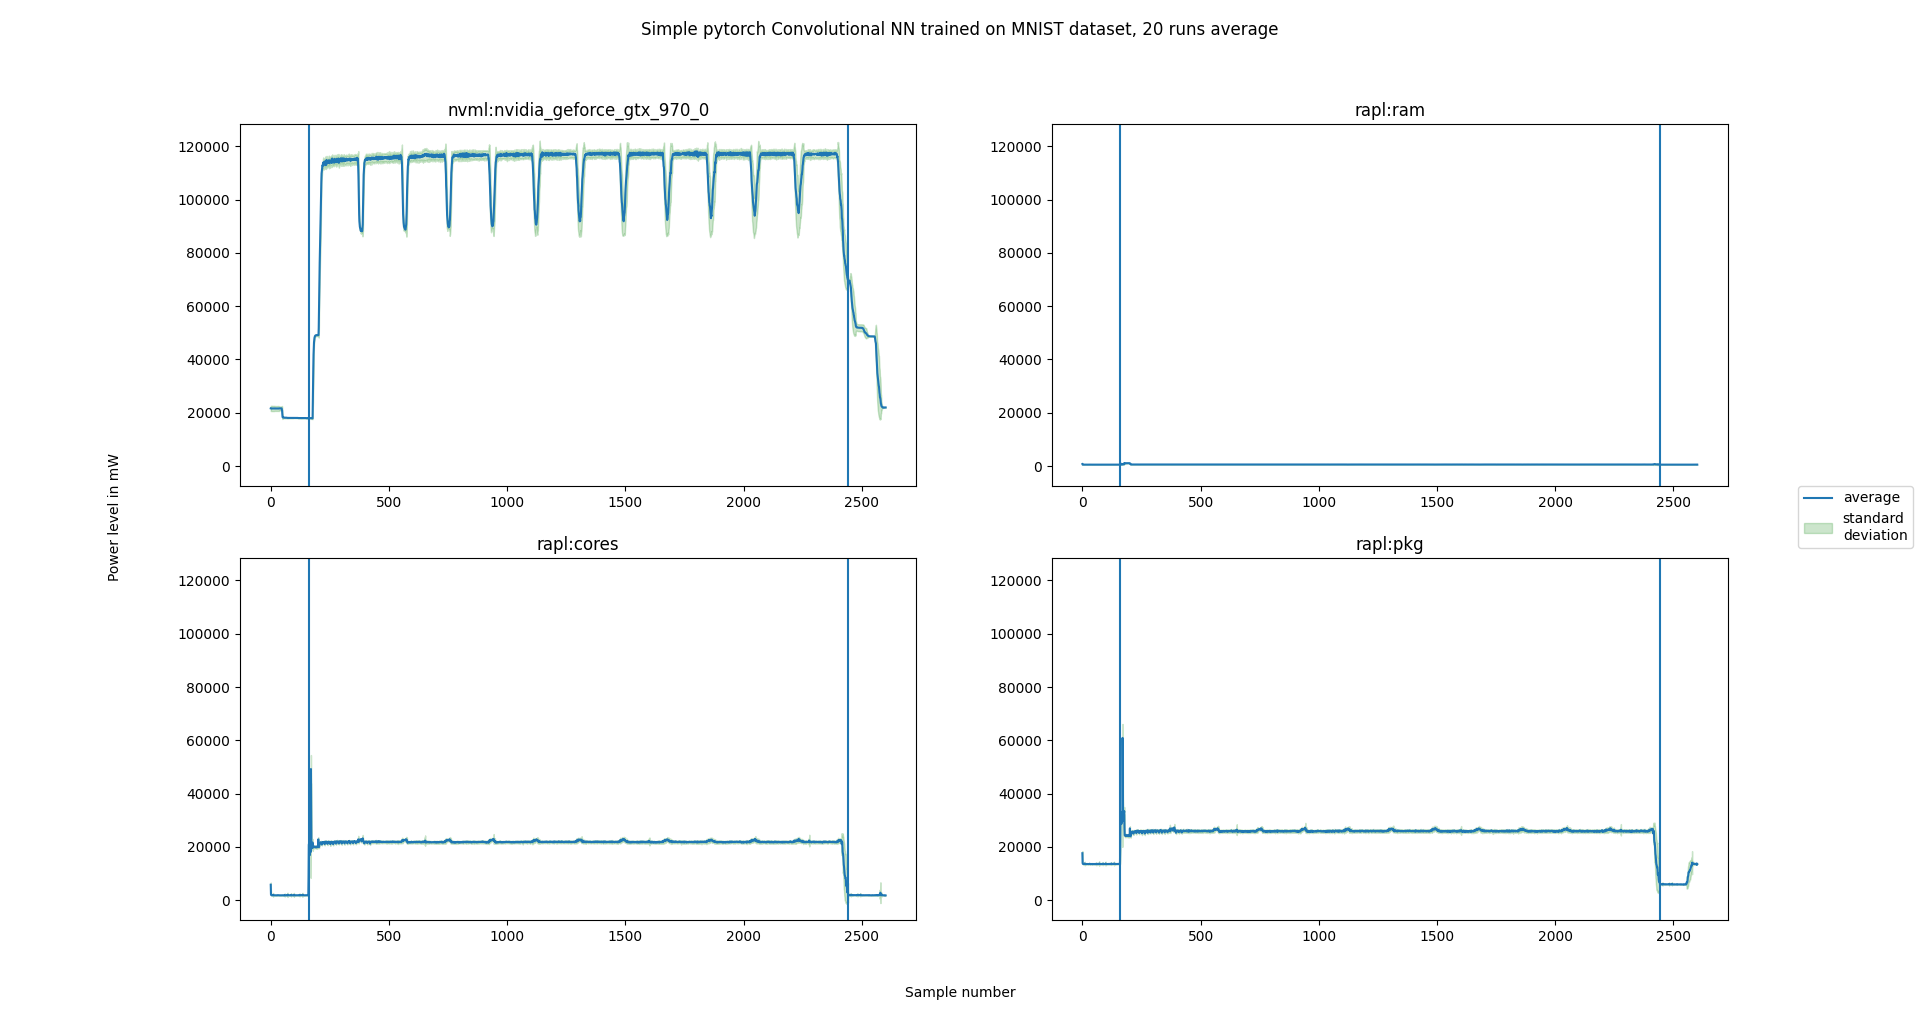 Simple pytorch Convolutional NN trained on MNIST dataset, 20 runs average
nvml:nvidia_geforce_gtx_970_0
120000
100000
80000
60000
40000
20000
0
0 500 1000 1500 2000 2500
rapl:ram
120000
100000
80000
60000
40000
20000
0
0 500 1000 1500 2000 2500
rapl:cores
120000
100000
80000
60000
40000
20000
0
0 500 1000 1500 2000 2500
rapl:pkg
120000
100000
80000
60000
40000
20000
0
0 500 1000 1500 2000 2500
Power level in mW
Sample number
average
standard
deviation